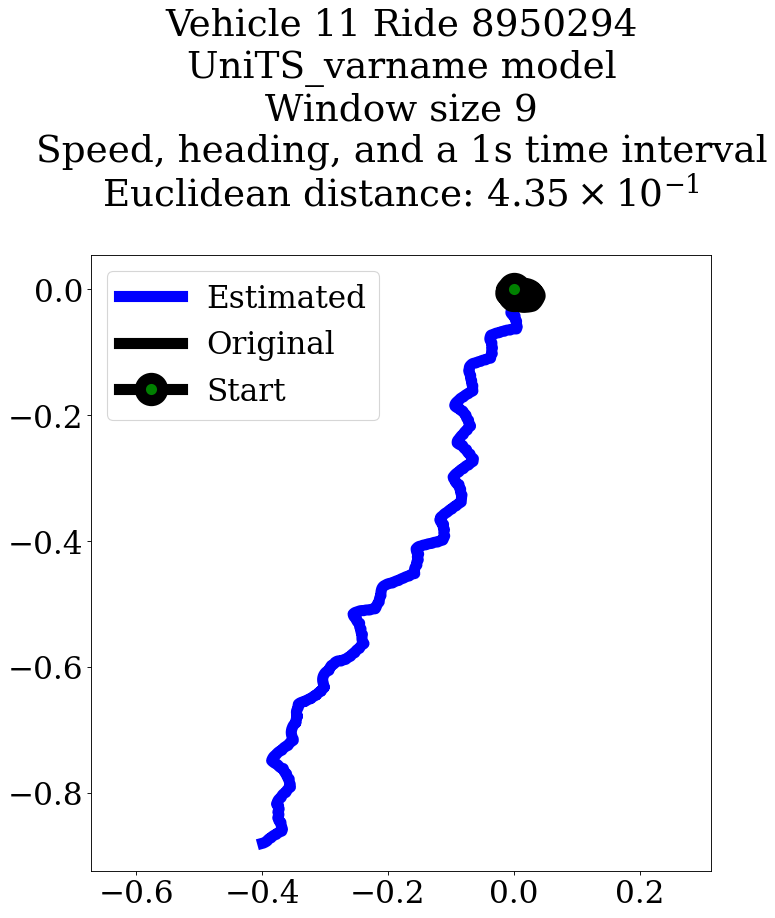 Vehicle 11 Ride 8950294
UniTS_varname model
Window size 9
Speed, heading, and a 1s time interval
Euclidean distance: 4.35 × 10⁻¹
Estimated
Original
Start
0.0
−0.2
−0.4
−0.6
−0.8
−0.6 −0.4 −0.2 0.0 0.2